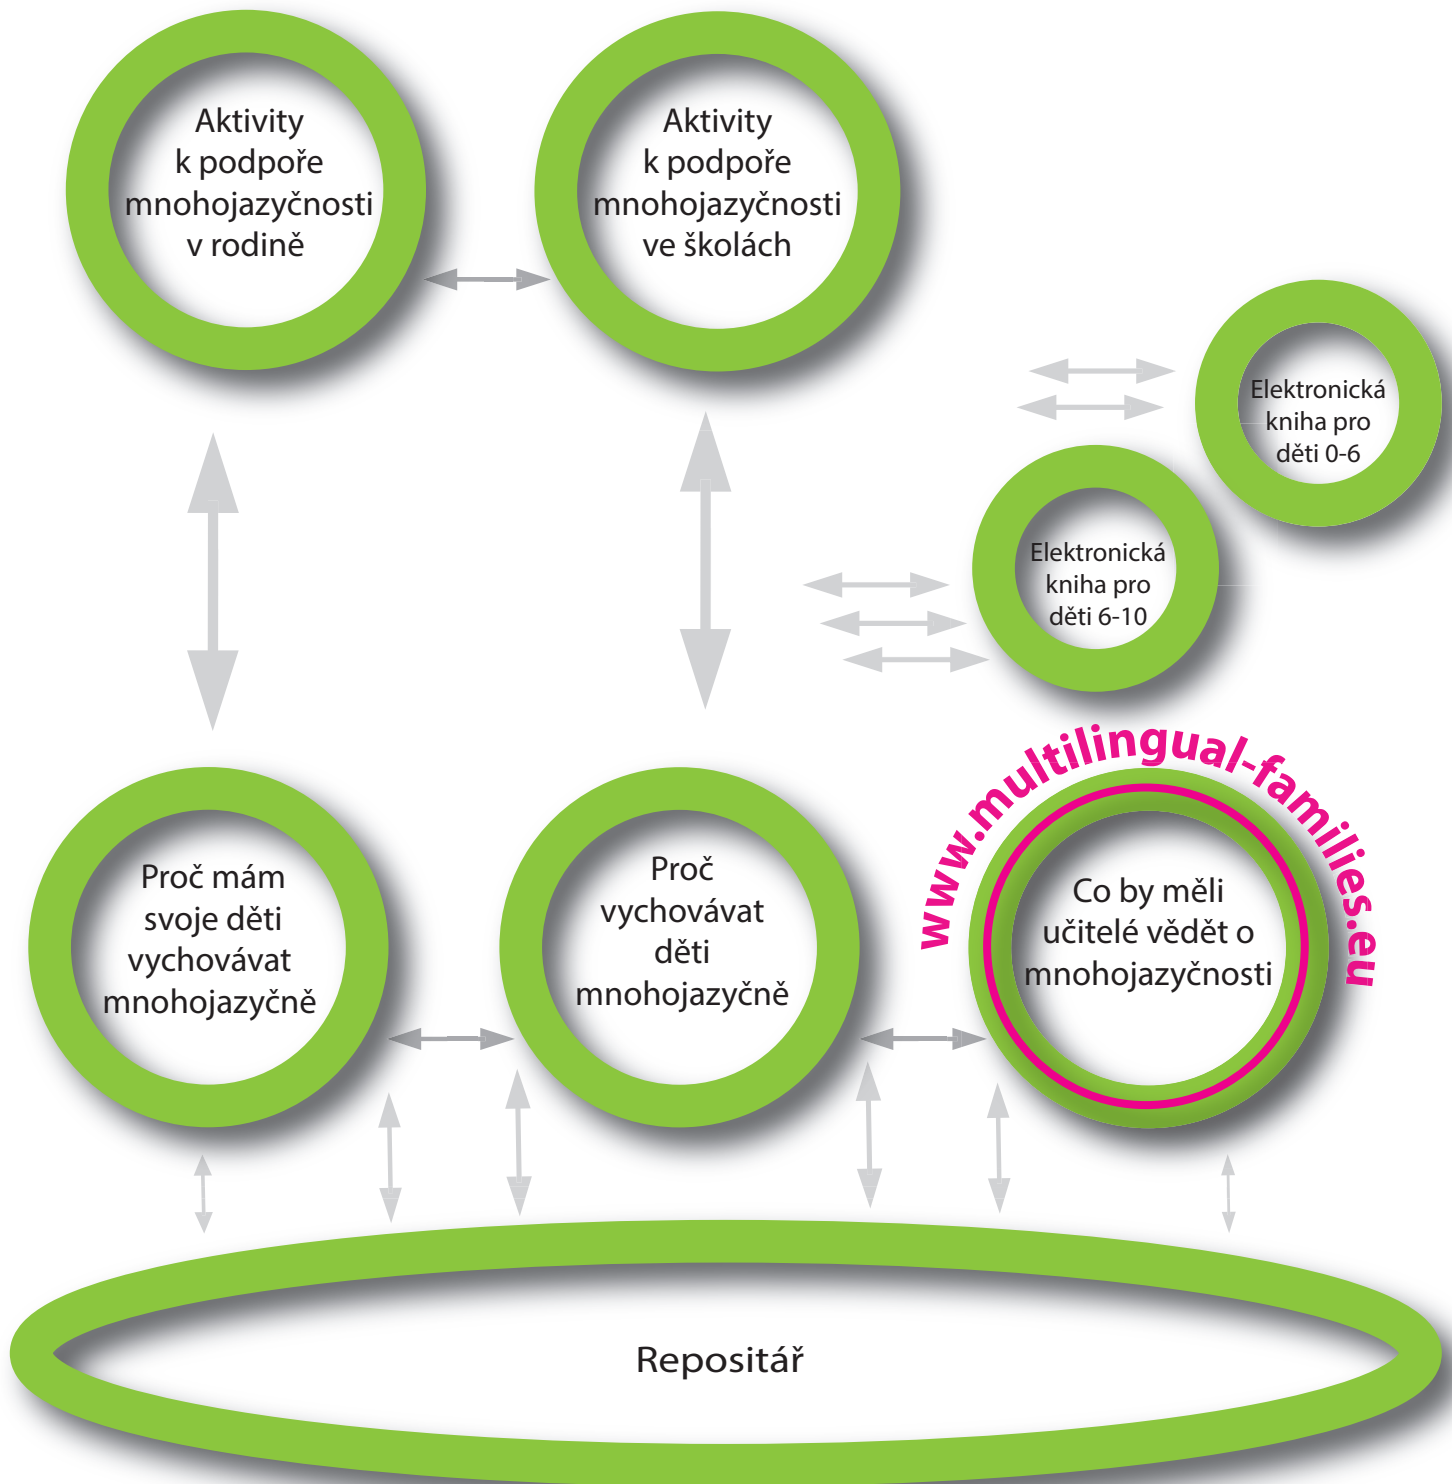 Aktivity
k podpoře
mnohojazyčnosti
v rodině
Aktivity
k podpoře
mnohojazyčnosti
ve školách
Elektronická
kniha pro
děti 0-6
Elektronická
kniha pro
děti 6-10
Proč mám
svoje děti
vychovávat
mnohojazyčně
Proč
vychovávat
děti
mnohojazyčně
www.multilingual-families.eu
Co by měli
učitelé vědět o
mnohojazyčnosti
Repositář